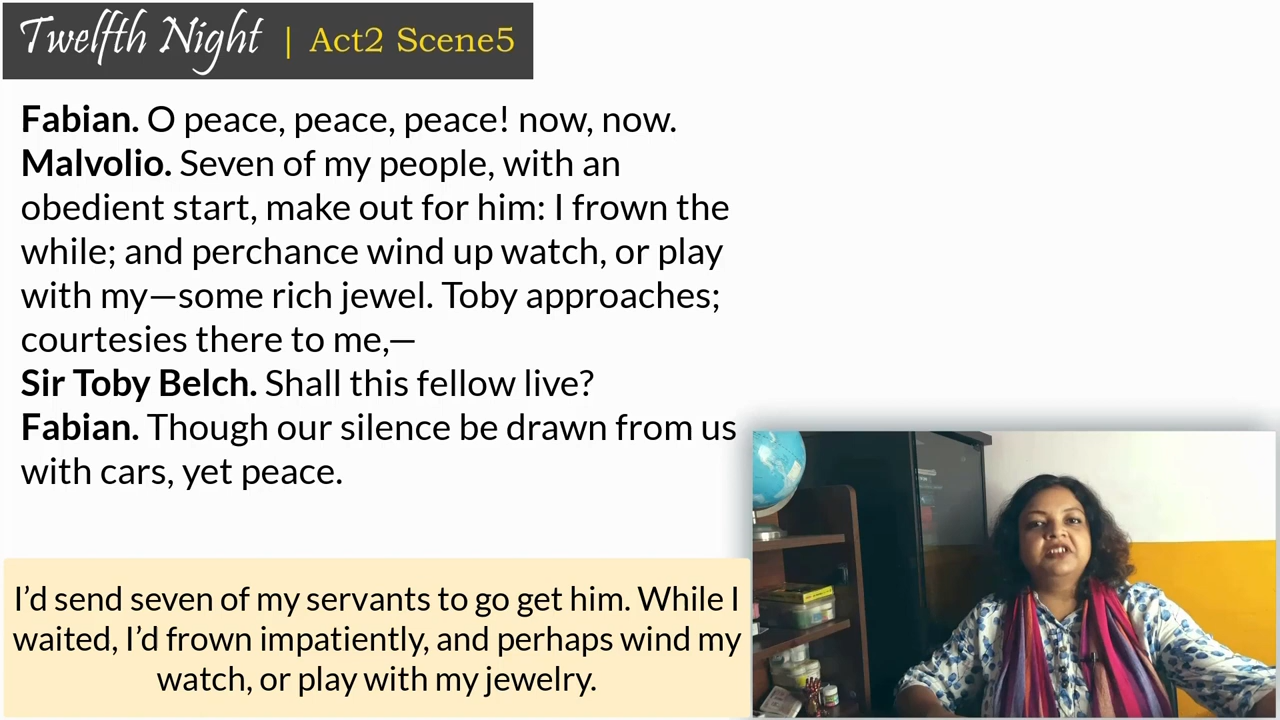 Twelfth Night | Act2 Scene5
Fabian. O peace, peace, peace! now, now.
Malvolio. Seven of my people, with an
obedient start, make out for him: I frown the
while; and perchance wind up watch, or play
with my—some rich jewel. Toby approaches;
courtesies there to me,—
Sir Toby Belch. Shall this fellow live?
Fabian. Though our silence be drawn from us
with cars, yet peace.
I’d send seven of my servants to go get him. While I
waited, I’d frown impatiently, and perhaps wind my
watch, or play with my jewelry.